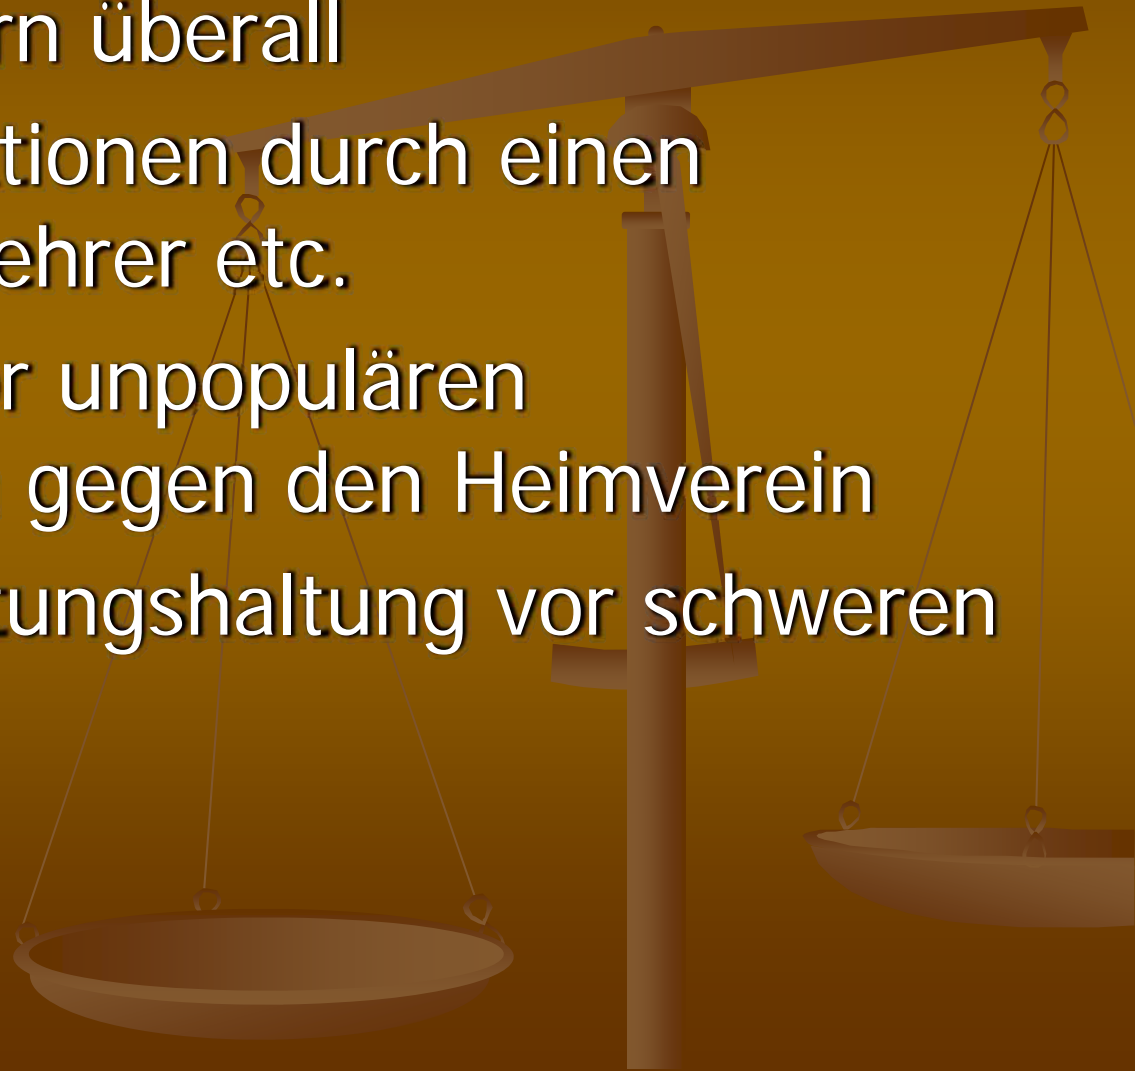 rn überall
tionen durch einen
ehrer etc.
r unpopulären
gegen den Heimverein
tungshaltung vor schweren